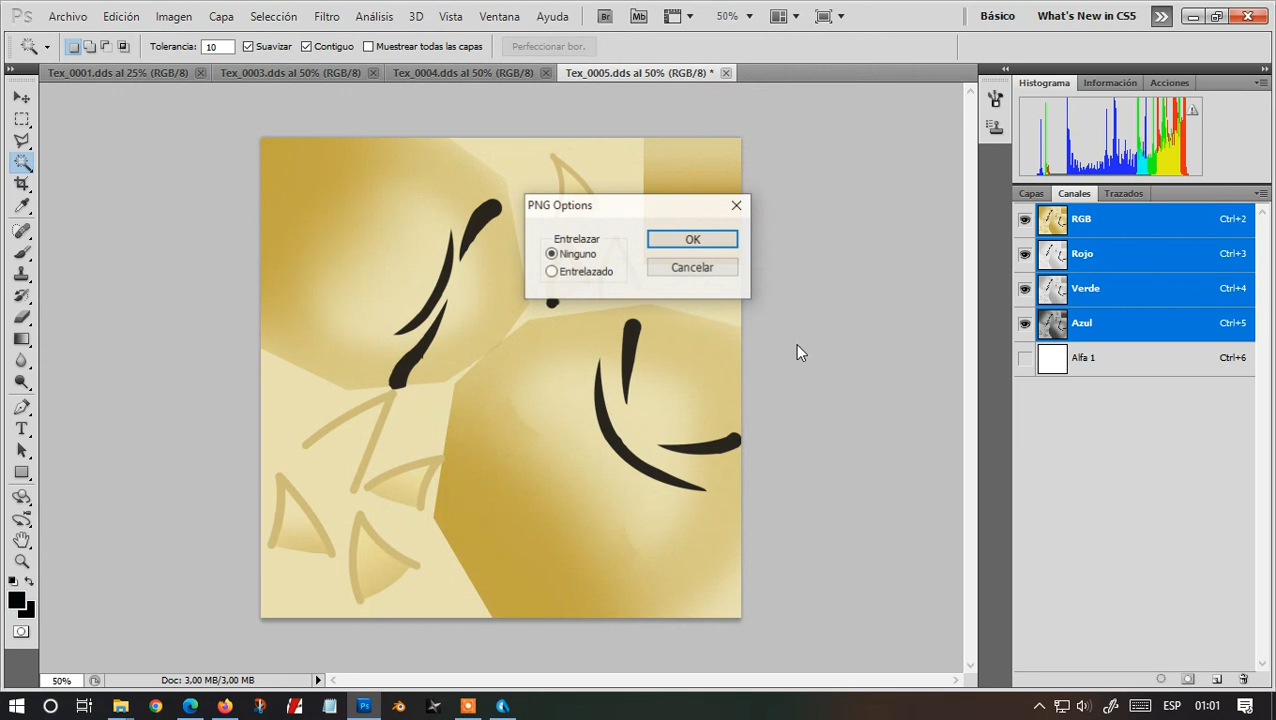 Ps Archivo Edición Imagen Capa Selección Filtro Análisis 3D Vista Ventana Ayuda Br Mb 50% Básico What's New in CS5
Tolerancia: 10 Suavizar Contiguo Muestrear todas las capas Perfeccionar bor.
Tex_0001.dds al 25% (RGB/8) Tex_0003.dds al 50% (RGB/8) Tex_0004.dds al 50% (RGB/8) Tex_0005.dds al 50% (RGB/8) *
Histograma Información Acciones
PNG Options
Entrelazar
Ninguno
Entrelazado
OK
Cancelar
Capas Canales Trazados
RGB Ctrl+2
Rojo Ctrl+3
Verde Ctrl+4
Azul Ctrl+5
Alfa 1 Ctrl+6
50% Doc: 3,00 MB/3,00 MB
ESP 01:01